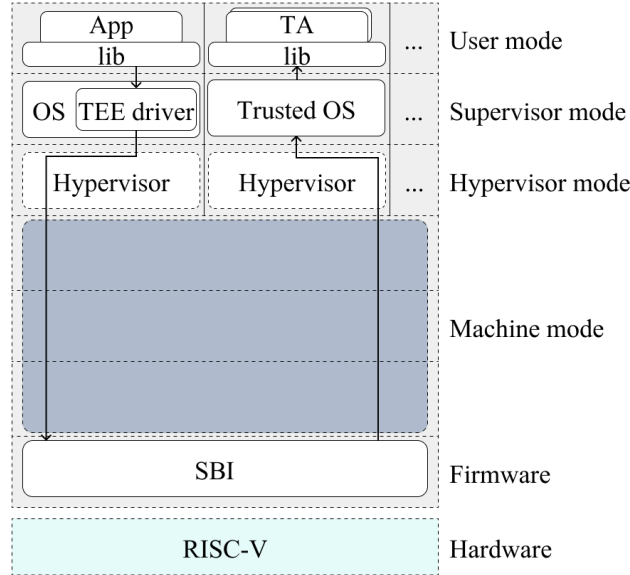 App
TA
lib
lib
...
User mode
OS
TEE driver
Trusted OS
...
Supervisor mode
Hypervisor
Hypervisor
...
Hypervisor mode
Machine mode
SBI
Firmware
RISC-V
Hardware